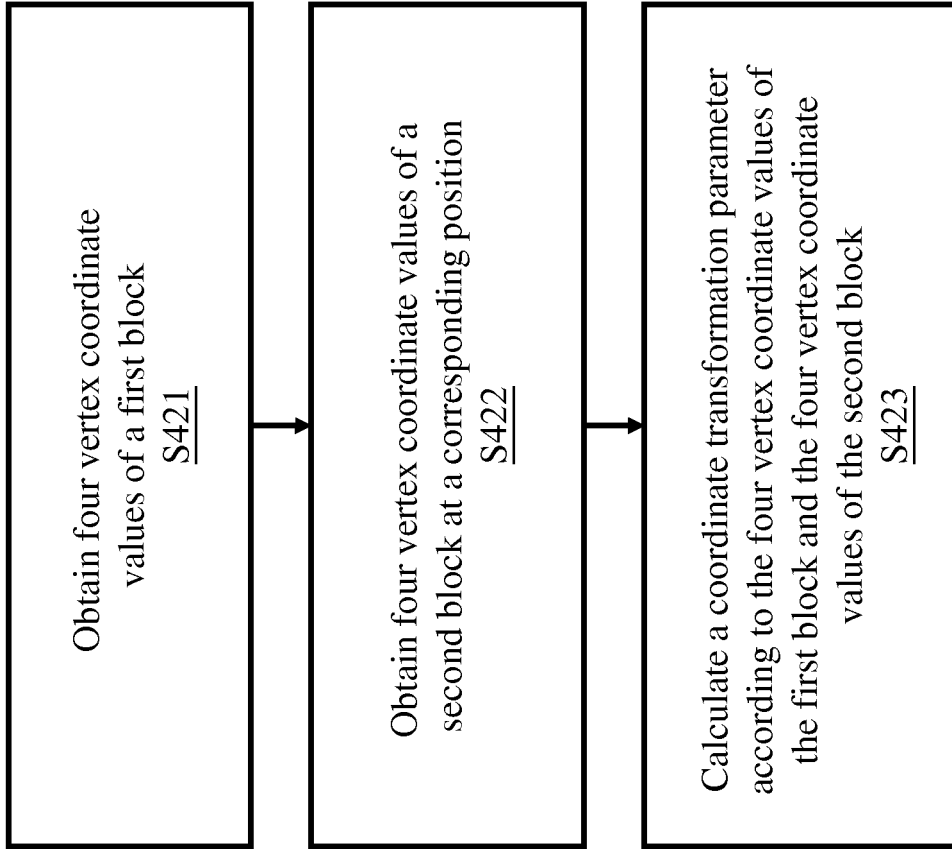 Obtain four vertex coordinate
values of a first block
S421
Obtain four vertex coordinate values of a
second block at a corresponding position
S422
Calculate a coordinate transformation parameter
according to the four vertex coordinate values of
the first block and the four vertex coordinate
values of the second block
S423